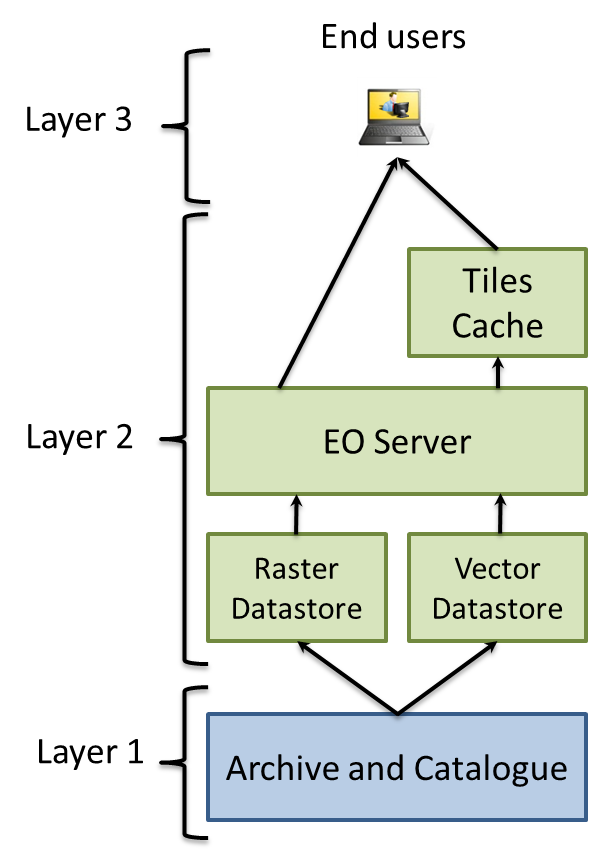 End users
Layer 3
Tiles
Cache
Layer 2
EO Server
Raster
Datastore
Vector
Datastore
Layer 1
Archive and Catalogue